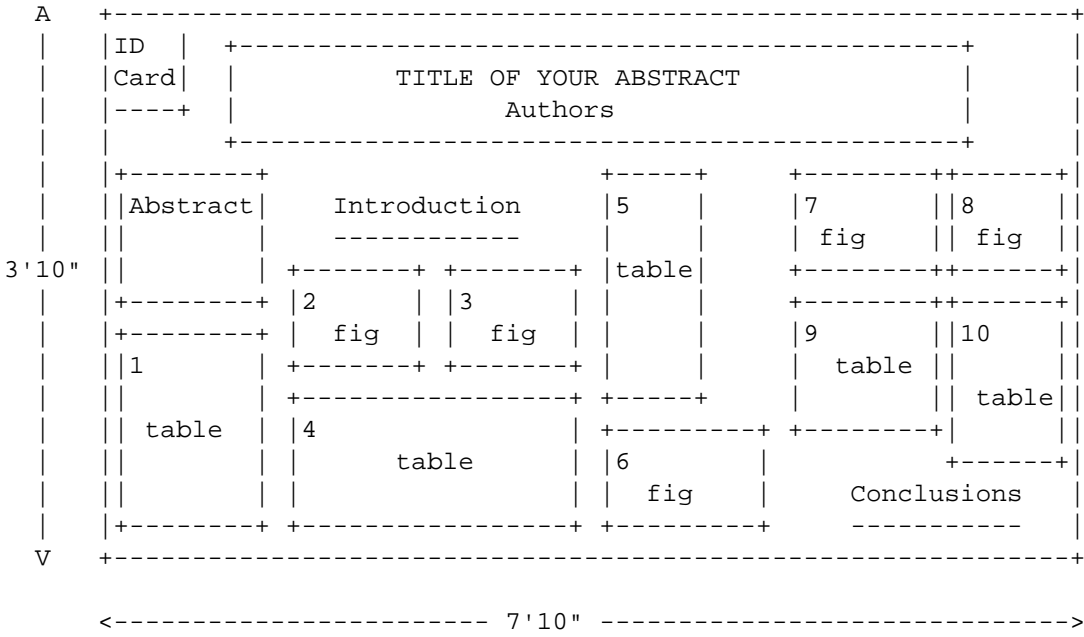 A
ID
Card
TITLE OF YOUR ABSTRACT
Authors
Abstract Introduction 5 7 8
fig fig
3'10" table
2 3
fig fig 9 10
1 table
table
table 4
table 6
fig Conclusions
V
7'10"